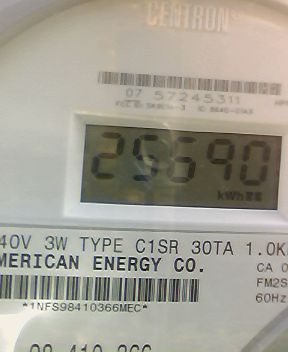 CENTRON
07 57245311
25690
kWh
40V 3W TYPE C1SR 30TA 1.0K
MERICAN ENERGY CO.
CA 0
FM2S
60Hz
*1NFS98410366MEC*